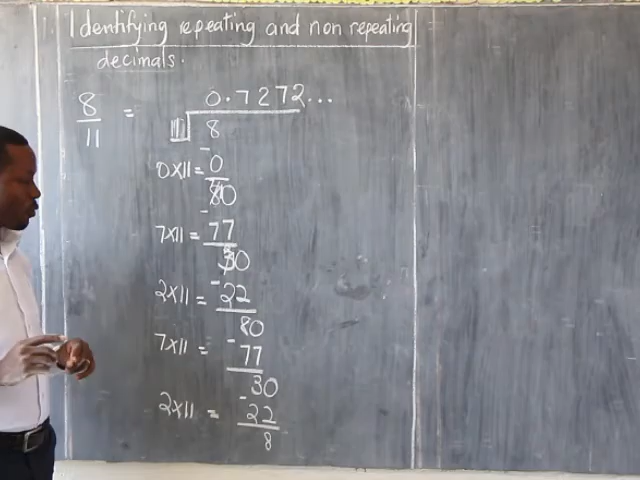 Identifying repeating and non repeating
decimals.
8/11 = 0.7272...
11 8
0x11 = - 0
80
7x11 = - 77
30
2x11 = - 22
80
7x11 = - 77
30
2x11 = - 22
8